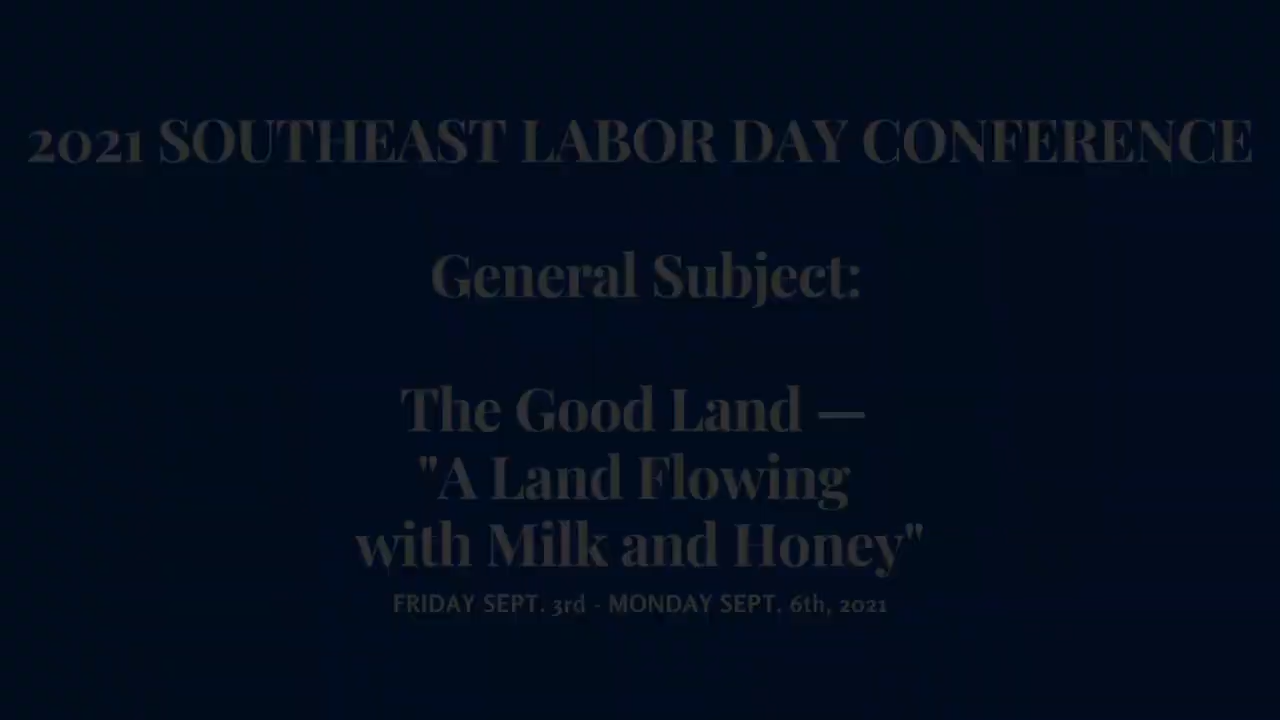 2021 SOUTHEAST LABOR DAY CONFERENCE
General Subject:
The Good Land —
"A Land Flowing
with Milk and Honey"
FRIDAY SEPT. 3rd - MONDAY SEPT. 6th, 2021